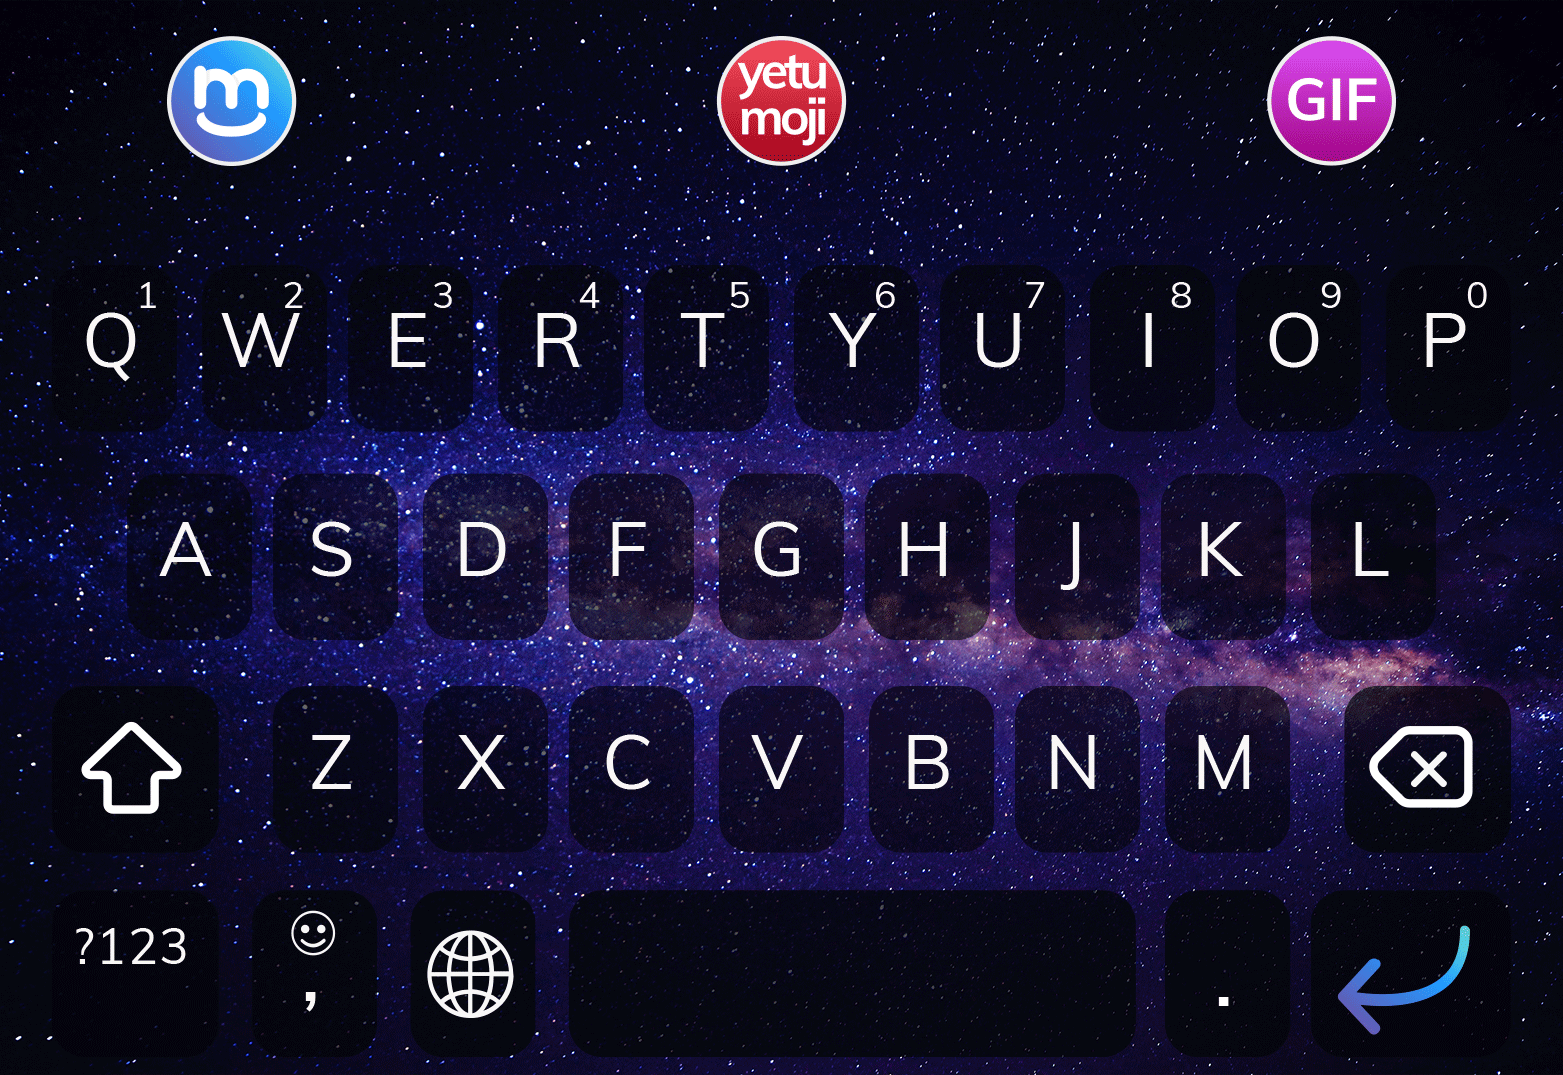 m
yetu
moji
GIF
1 2 3 4 5 6 7 8 9 0
Q W E R T Y U I O P
A S D F G H J K L
Z X C V B N M
?123 , .